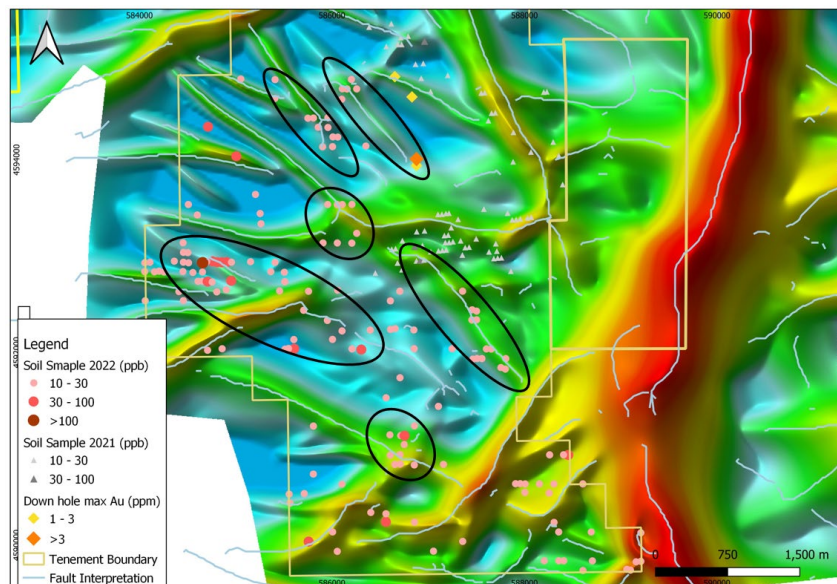 584000
586000
588000
590000
4594000
4592000
4590000
Legend
Soil Smaple 2022 (ppb)
10 - 30
30 - 100
>100
Soil Sample 2021 (ppb)
10 - 30
30 - 100
Down hole max Au (ppm)
1 - 3
>3
Tenement Boundary
Fault Interpretation
0
750
1,500 m
586000
588000
590000